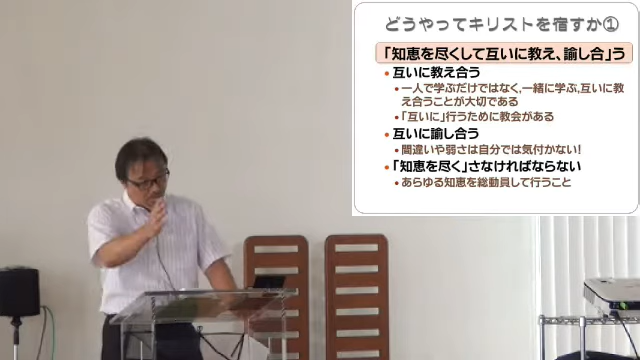 どうやってキリストを宿すか①
「知恵を尽くして互いに教え、諭し合」う
• 互いに教え合う
• 一人で学ぶだけではなく,一緒に学ぶ,互いに教
え合うことが大切である
• 「互いに」行うために教会がある
• 互いに諭し合う
• 間違いや弱さは自分では気付かない！
• 「知恵を尽く」さなければならない
• あらゆる知恵を総動員して行うこと